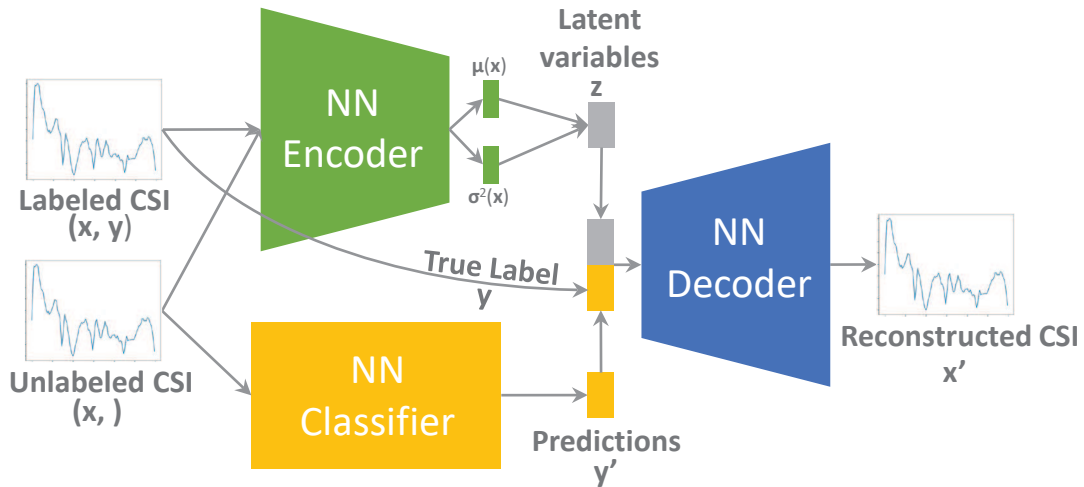 Labeled CSI
(x, y)
Unlabeled CSI
(x, )
NN
Encoder
μ(x)
σ²(x)
Latent
variables
z
True Label
y
NN
Classifier
Predictions
y’
NN
Decoder
Reconstructed CSI
x’